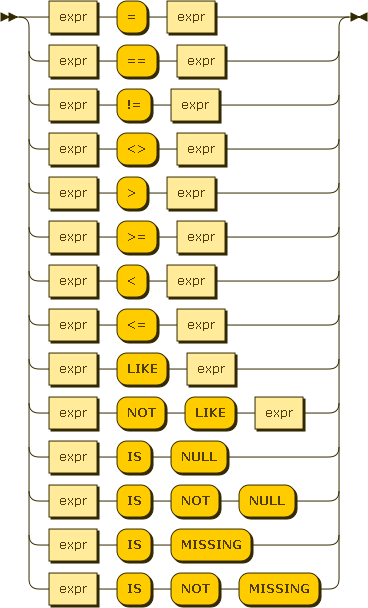 expr = expr
expr == expr
expr != expr
expr <> expr
expr > expr
expr >= expr
expr < expr
expr <= expr
expr LIKE expr
expr NOT LIKE expr
expr IS NULL
expr IS NOT NULL
expr IS MISSING
expr IS NOT MISSING